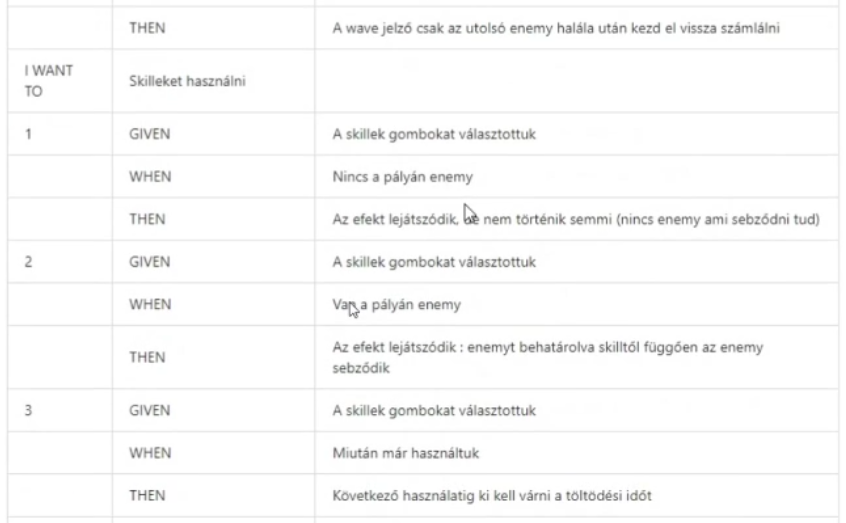 THEN A wave jelző csak az utolsó enemy halála után kezd el vissza számlálni
I WANT
TO
Skilleket használni
1 GIVEN A skillek gombokat választottuk
WHEN Nincs a pályán enemy
THEN Az efekt lejátszódik, de nem történik semmi (nincs enemy ami sebződni tud)
2 GIVEN A skillek gombokat választottuk
WHEN Van a pályán enemy
THEN Az efekt lejátszódik : enemyt behatárolva skilltől függően az enemy
sebződik
3 GIVEN A skillek gombokat választottuk
WHEN Miután már használtuk
THEN Következő használatig ki kell várni a töltödési időt